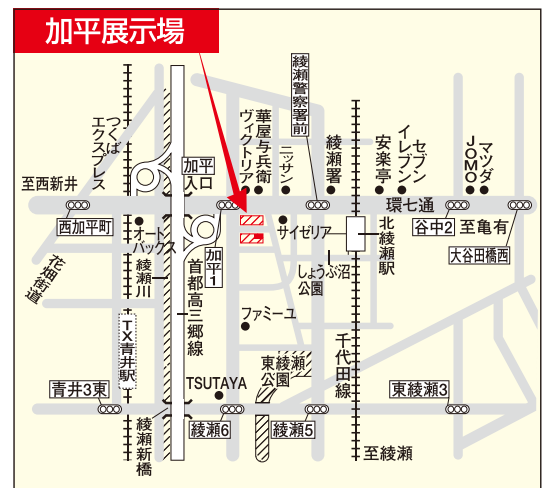 加平展示場
つくば
エクスプレス
加平
入口
ヴィクトリア
華屋与兵衛
ニッサン
綾瀬警察署前
綾瀬署
安楽亭
セブン
イレブン
JOMO
マツダ
至西新井
環七通
西加平町
オート
バックス
サイゼリア
北綾瀬駅
谷中2
至亀有
大谷田橋西
加平1
花畑街道
綾瀬川
首都高三郷線
しょうぶ沼
公園
ファミーユ
TX青井駅
千代田線
東綾瀬
公園
青井3東
TSUTAYA
東綾瀬3
綾瀬新橋
綾瀬6
綾瀬5
至綾瀬